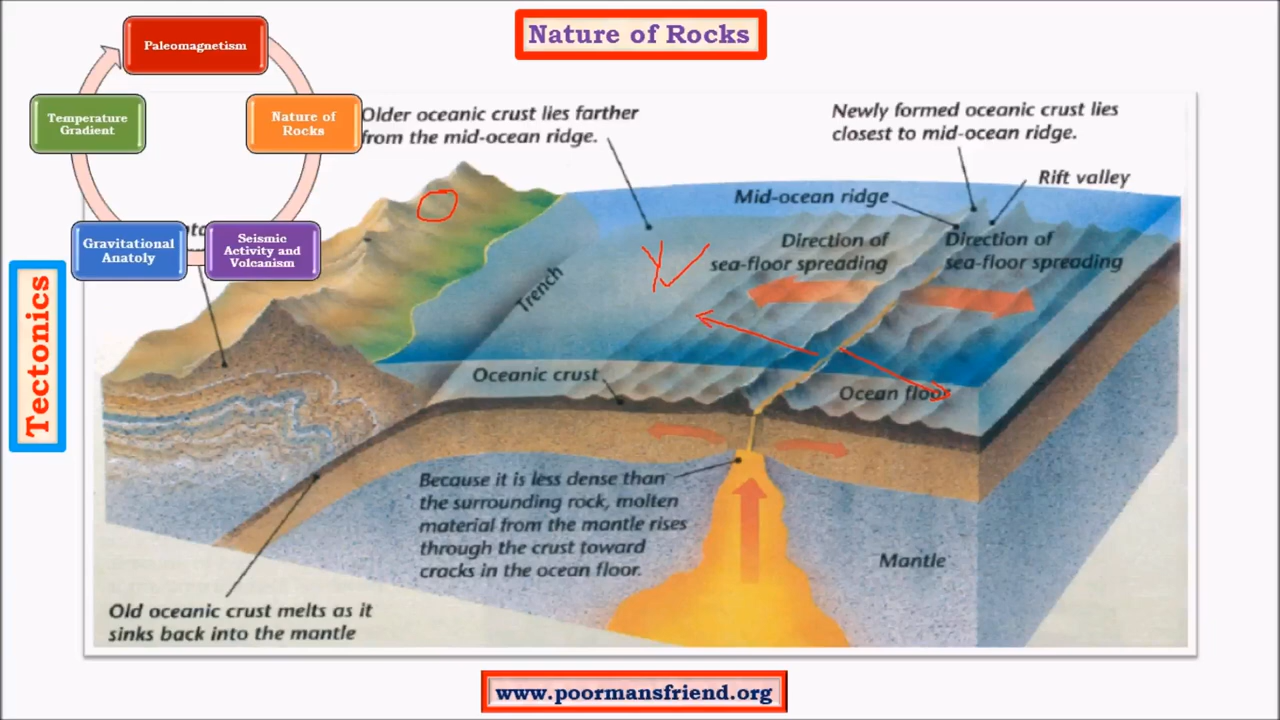 Nature of Rocks
Paleomagnetism
Temperature
Gradient
Nature of
Rocks
Gravitational
Anatoly
Seismic
Activity and
Volcanism
Tectonics
Older oceanic crust lies farther
from the mid-ocean ridge.
Newly formed oceanic crust lies
closest to mid-ocean ridge.
Rift valley
Mid-ocean ridge
Direction of
sea-floor spreading
Direction of
sea-floor spreading
Trench
Oceanic crust
Ocean floor
Because it is less dense than
the surrounding rock, molten
material from the mantle rises
through the crust toward
cracks in the ocean floor.
Mantle
Old oceanic crust melts as it
sinks back into the mantle
www.poormansfriend.org